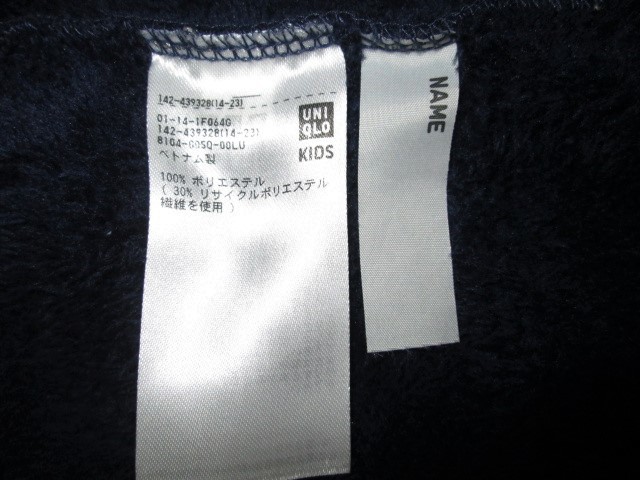 142-439328(14-23)
01-14-1F064G
142-439328(14-23)
8104-GDSQ-00LU
ベトナム製
UNI
QLO
KIDS
100% ポリエステル
( 30% リサイクルポリエステル
繊維を使用 )
NAME